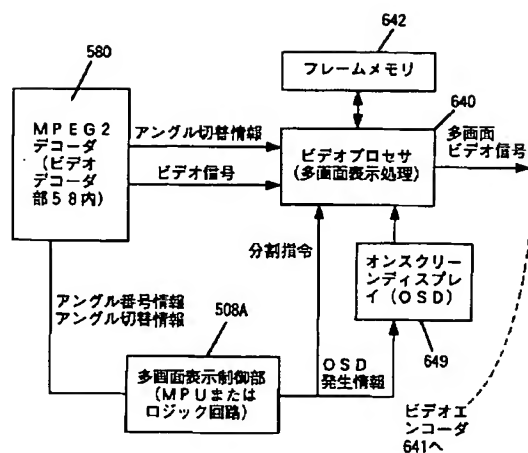 642
580
フレームメモリ
640
MPEG2
デコーダ
(ビデオ
デコーダ
部58内)
アングル切替情報
ビデオ信号
ビデオプロセサ
(多画面表示処理)
多画面
ビデオ信号
分割指令
オンスクリー
ンディスプレ
イ(OSD)
649
アングル番号情報
アングル切替情報
508A
多画面表示制御部
(MPUまたは
ロジック回路)
OSD
発生情報
ビデオエ
ンコーダ
641へ